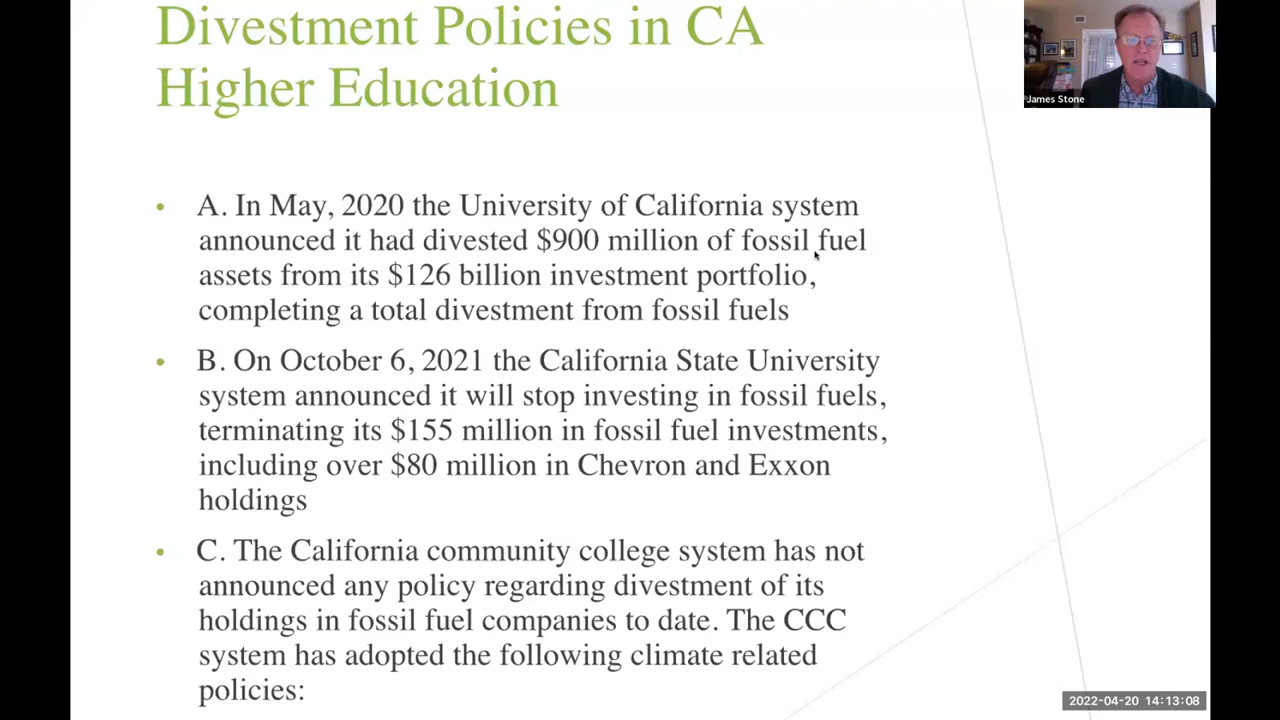 Divestment Policies in CA
Higher Education
James Stone
• A. In May, 2020 the University of California system
announced it had divested $900 million of fossil fuel
assets from its $126 billion investment portfolio,
completing a total divestment from fossil fuels
• B. On October 6, 2021 the California State University
system announced it will stop investing in fossil fuels,
terminating its $155 million in fossil fuel investments,
including over $80 million in Chevron and Exxon
holdings
• C. The California community college system has not
announced any policy regarding divestment of its
holdings in fossil fuel companies to date. The CCC
system has adopted the following climate related
policies:
2022-04-20 14:13:08